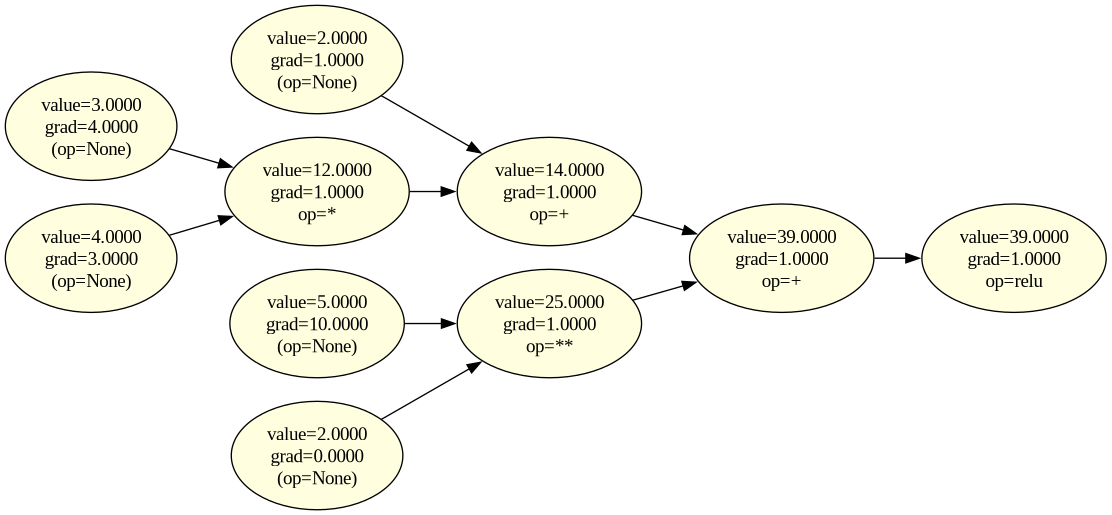 value=2.0000
grad=1.0000
(op=None)
value=3.0000
grad=4.0000
(op=None)
value=12.0000
grad=1.0000
op=*
value=14.0000
grad=1.0000
op=+
value=4.0000
grad=3.0000
(op=None)
value=39.0000
grad=1.0000
op=+
value=39.0000
grad=1.0000
op=relu
value=5.0000
grad=10.0000
(op=None)
value=25.0000
grad=1.0000
op=**
value=2.0000
grad=0.0000
(op=None)